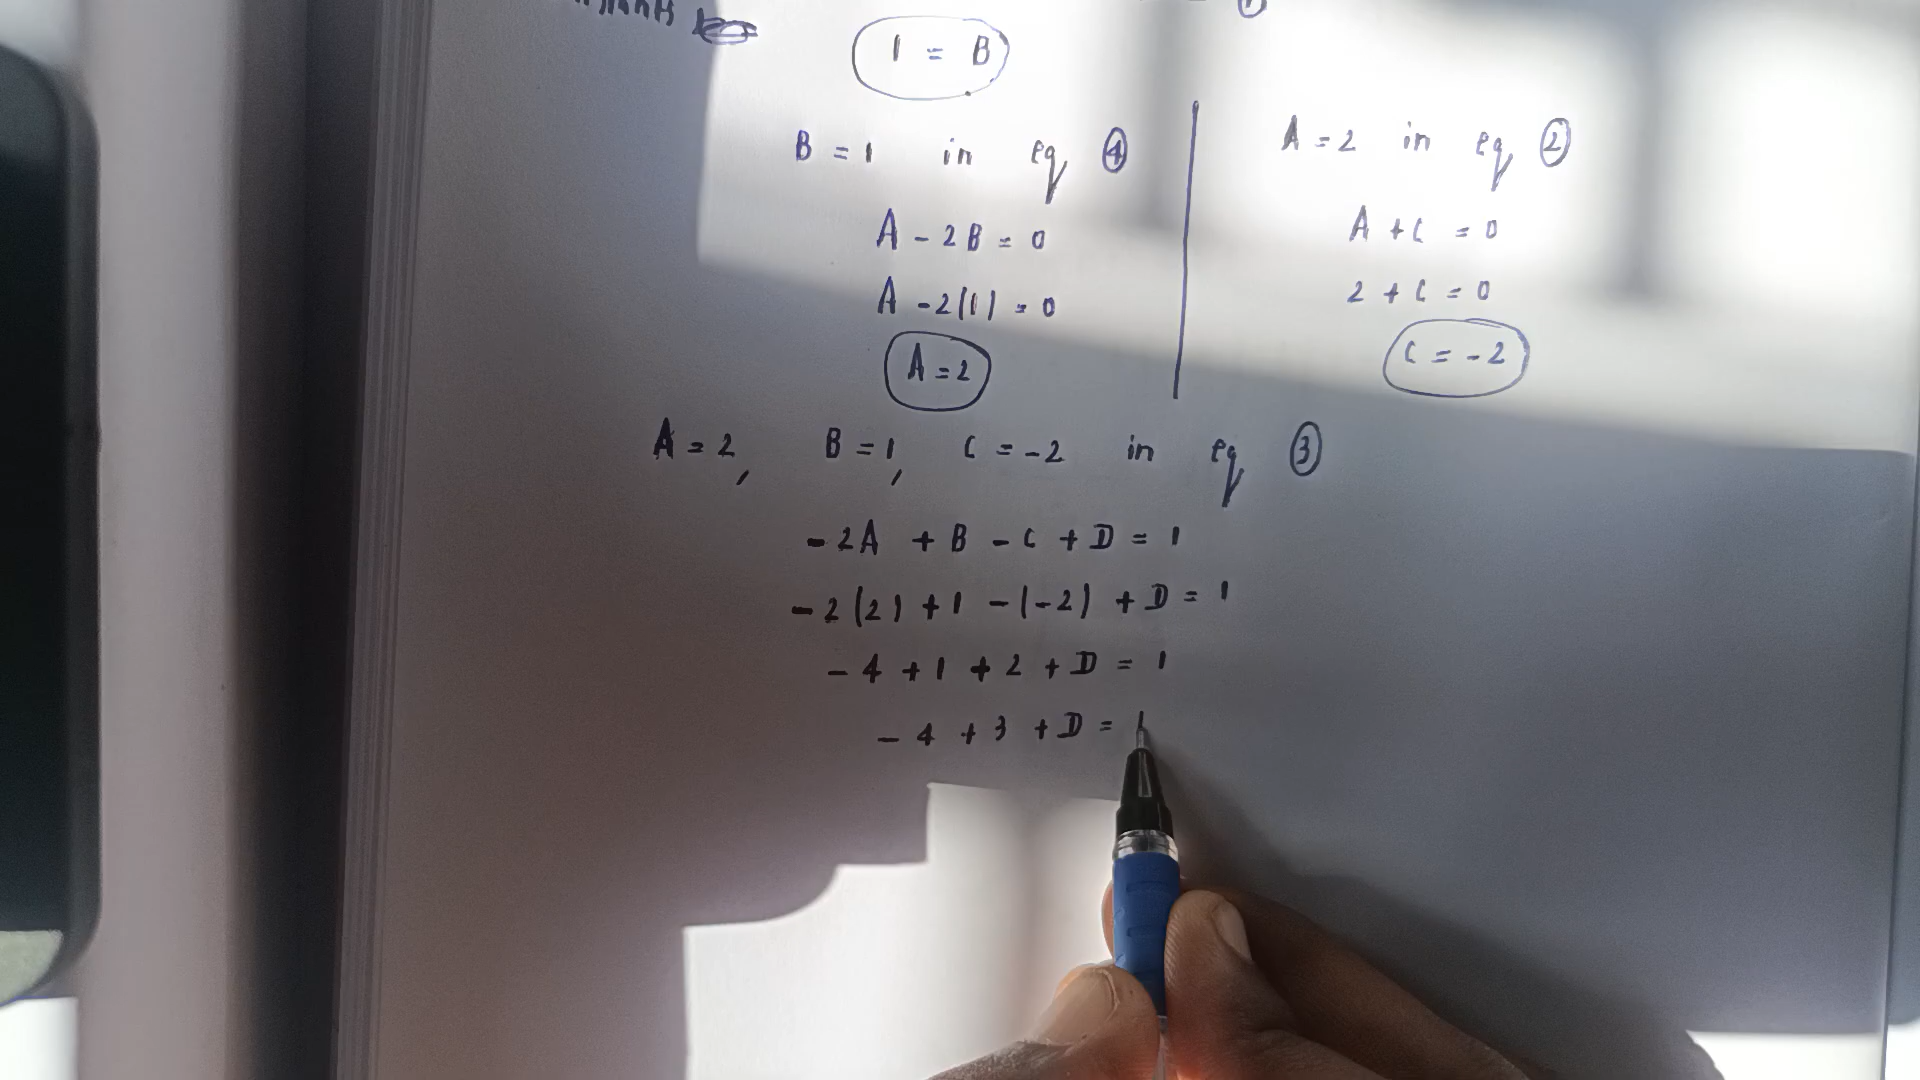 ①
1 = B
B = 1 in eq ④
A - 2B = 0
A - 2(1) = 0
A = 2
A = 2 in eq ②
A + C = 0
2 + C = 0
C = -2
A = 2, B = 1, C = -2 in eq ③
- 2A + B - C + D = 1
- 2(2) + 1 - (-2) + D = 1
- 4 + 1 + 2 + D = 1
- 4 + 3 + D = 1